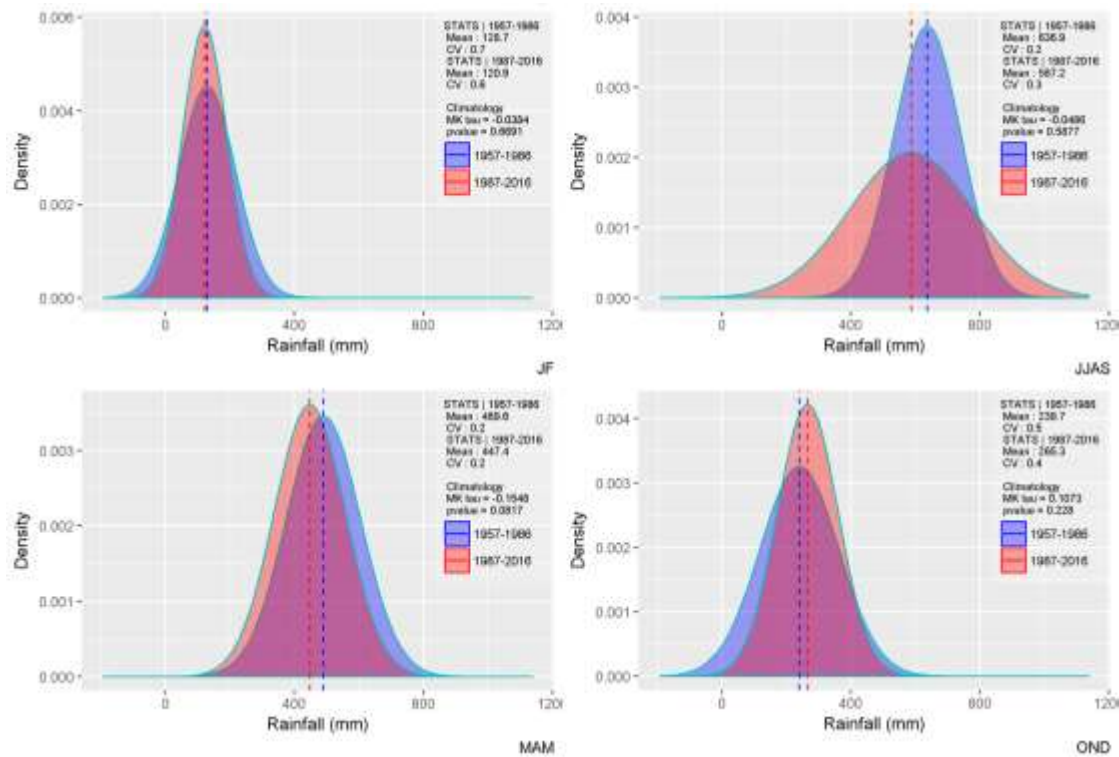 0.006
0.004
0.002
0.000
Density
0
400
800
120
Rainfall (mm)
JF
STATS | 1957-1986
Mean : 128.7
CV : 0.7
STATS | 1987-2016
Mean : 120.9
CV : 0.6
Climatology
MK tau = -0.0384
pvalue = 0.6691
1957-1986
1987-2016
0.004
0.003
0.002
0.001
0.000
Density
0
400
800
120
Rainfall (mm)
JJAS
STATS | 1957-1986
Mean : 636.9
CV : 0.2
STATS | 1987-2016
Mean : 587.2
CV : 0.3
Climatology
MK tau = -0.0486
pvalue = 0.5877
1957-1986
1987-2016
0.003
0.002
0.001
0.000
Density
0
400
800
120
Rainfall (mm)
MAM
STATS | 1957-1986
Mean : 489.6
CV : 0.2
STATS | 1987-2016
Mean : 447.4
CV : 0.2
Climatology
MK tau = -0.1546
pvalue = 0.0817
1957-1986
1987-2016
0.004
0.003
0.002
0.001
0.000
Density
0
400
800
120
Rainfall (mm)
OND
STATS | 1957-1986
Mean : 239.7
CV : 0.5
STATS | 1987-2016
Mean : 265.3
CV : 0.4
Climatology
MK tau = 0.1073
pvalue = 0.228
1957-1986
1987-2016